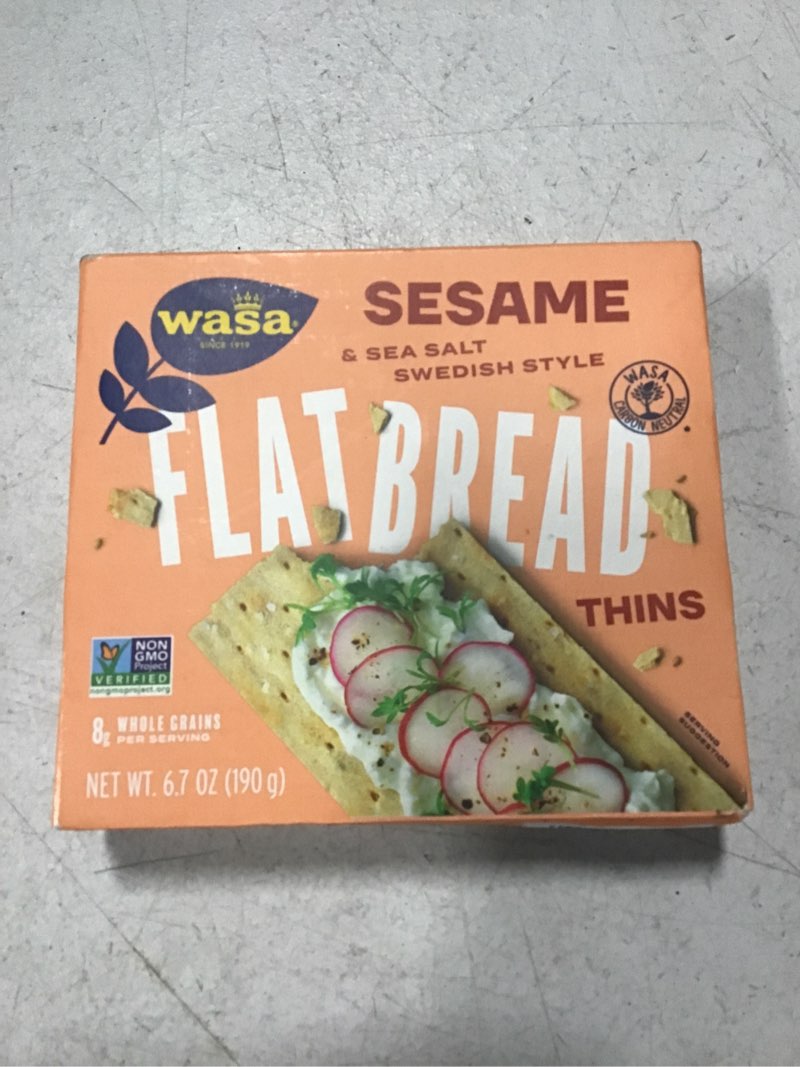 wasa
SINCE 1919
SESAME
& SEA SALT
SWEDISH STYLE
WASA
CARBON NEUTRAL
FLATBREAD
THINS
NON
GMO
Project
VERIFIED
nongmoproject.org
8g WHOLE GRAINS
PER SERVING
NET WT. 6.7 OZ (190 g)
SERVING
SUGGESTION